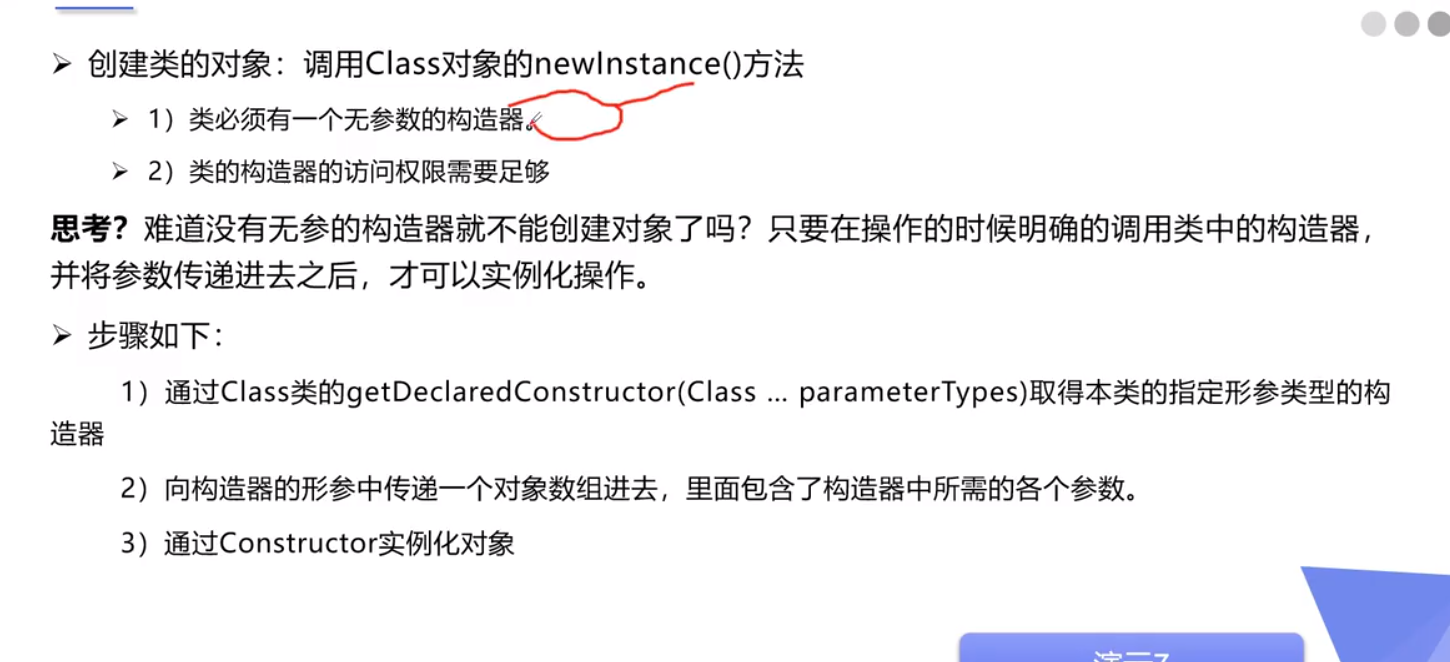 创建类的对象：调用Class对象的newInstance()方法
1）类必须有一个无参数的构造器。
2）类的构造器的访问权限需要足够
思考？难道没有无参的构造器就不能创建对象了吗？只要在操作的时候明确的调用类中的构造器，
并将参数传递进去之后，才可以实例化操作。
步骤如下：
1）通过Class类的getDeclaredConstructor(Class … parameterTypes)取得本类的指定形参类型的构
造器
2）向构造器的形参中传递一个对象数组进去，里面包含了构造器中所需的各个参数。
3）通过Constructor实例化对象